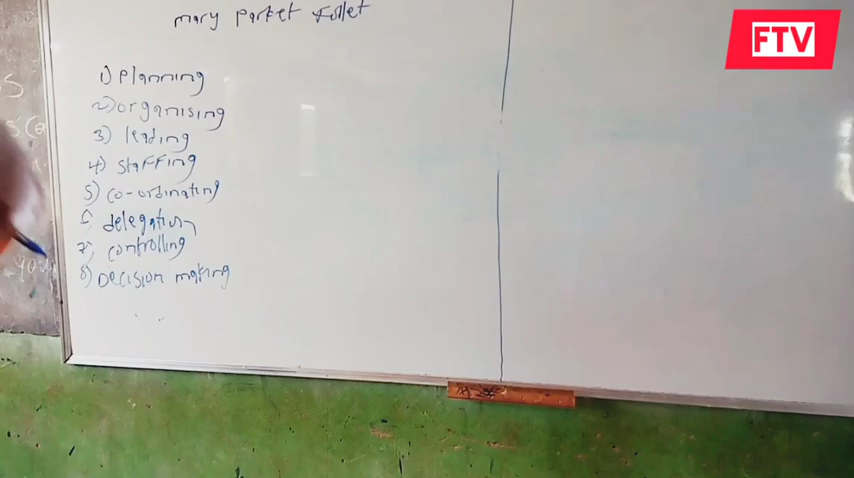 mary parket follet
FTV
1) planning
2) organising
3) leading
4) staffing
5) co-ordinating
6) delegation
7) controlling
8) Decision making